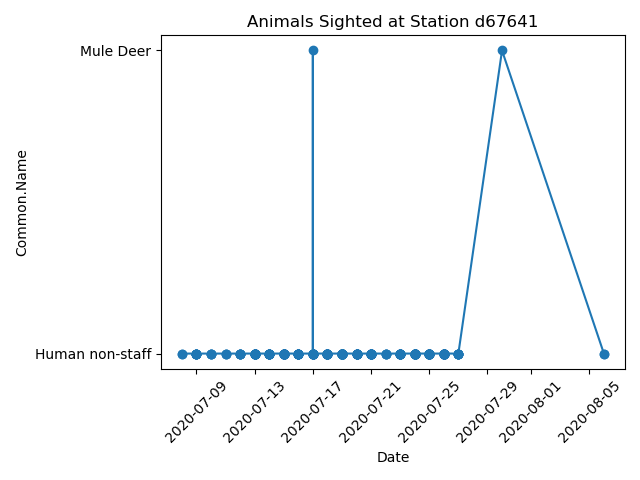 Animals Sighted at Station d67641
Mule Deer
Common.Name
Human non-staff
2020-07-09
2020-07-13
2020-07-17
2020-07-21
2020-07-25
2020-07-29
2020-08-01
2020-08-05
Date